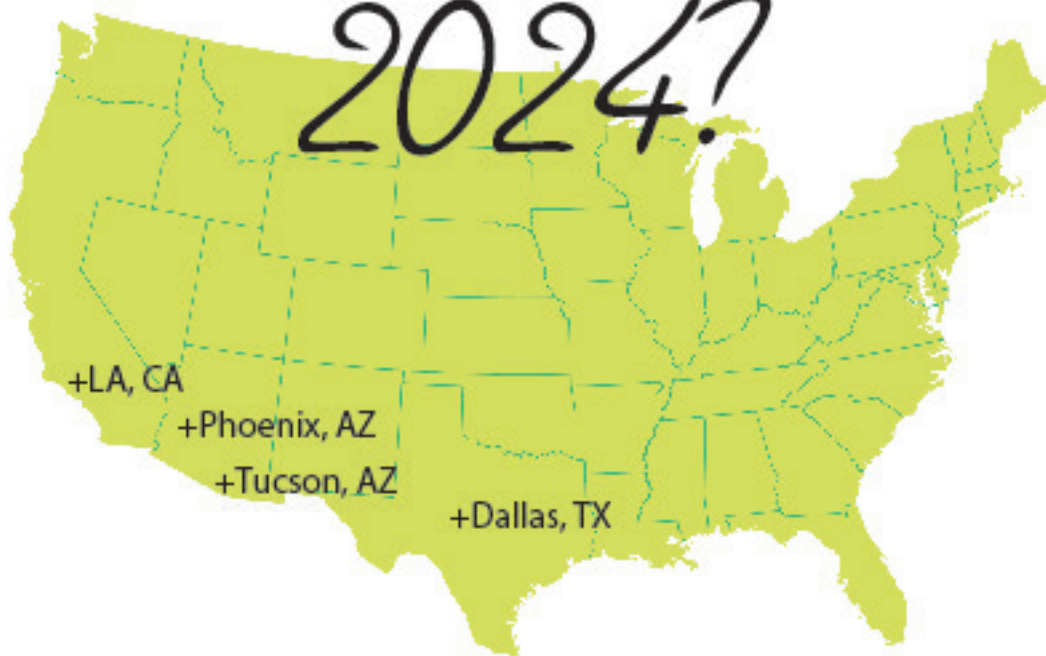 2024?
+LA, CA
+Phoenix, AZ
+Tucson, AZ
+Dallas, TX